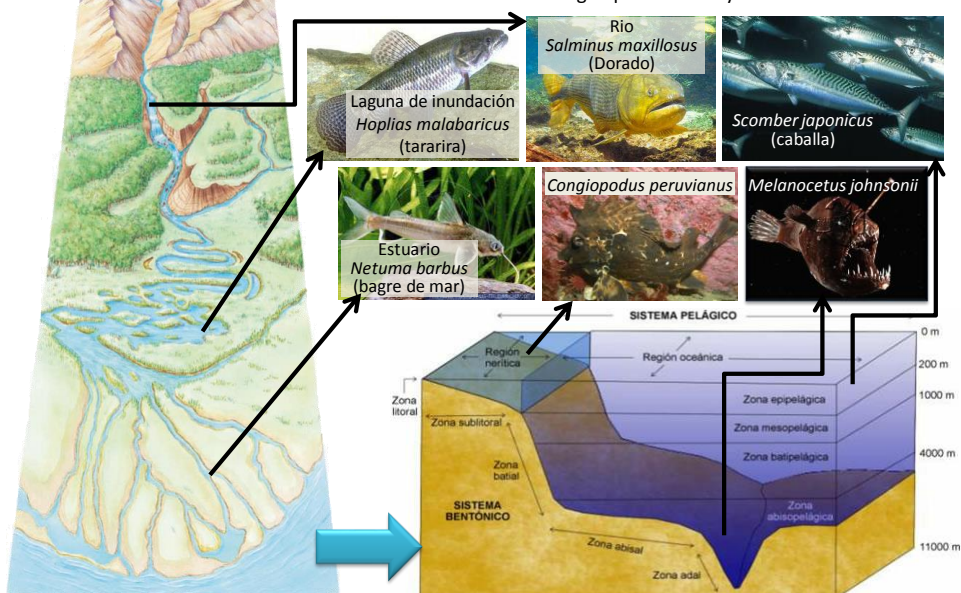 Rio
Salminus maxillosus
(Dorado)
Laguna de inundación
Hoplias malabaricus
(tararira)
Scomber japonicus
(caballa)
Estuario
Netuma barbus
(bagre de mar)
Congiopodus peruvianus
Melanocetus johnsonii
SISTEMA PELÁGICO
0 m
Región
nerítica
Región oceánica
200 m
1000 m
Zona
litoral
Zona epipelágica
Zona sublitoral
Zona mesopelágica
Zona batipelágica
4000 m
Zona
batial
SISTEMA
BENTÓNICO
Zona
abisopelágica
Zona abisal
11000 m
Zona adal